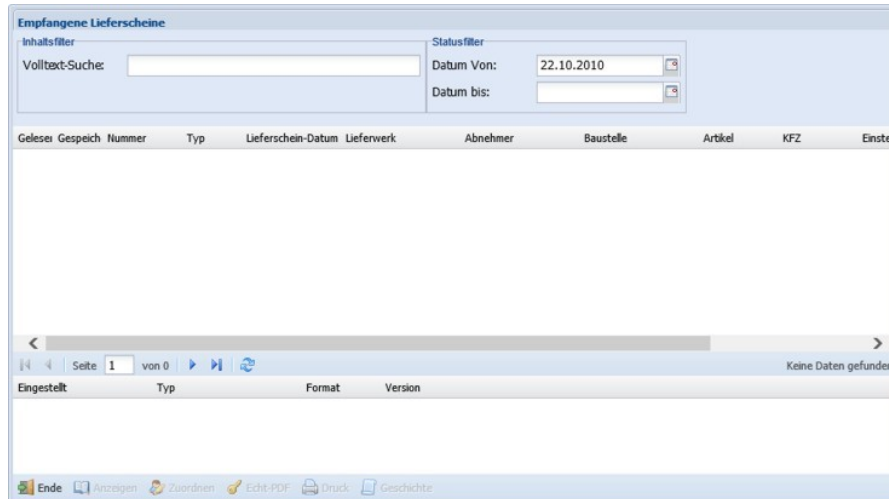 Empfangene Lieferscheine
Inhaltsfilter
Volltext-Suche:
Statusfilter
Datum Von: 22.10.2010
Datum bis:
Gelesen Gespeich Nummer Typ Lieferschein-Datum Lieferwerk Abnehmer Baustelle Artikel KFZ Einste
Seite 1 von 0 Keine Daten gefunden
Eingestellt Typ Format Version
Ende Anzeigen Zuordnen Echt-PDF Druck Geschichte